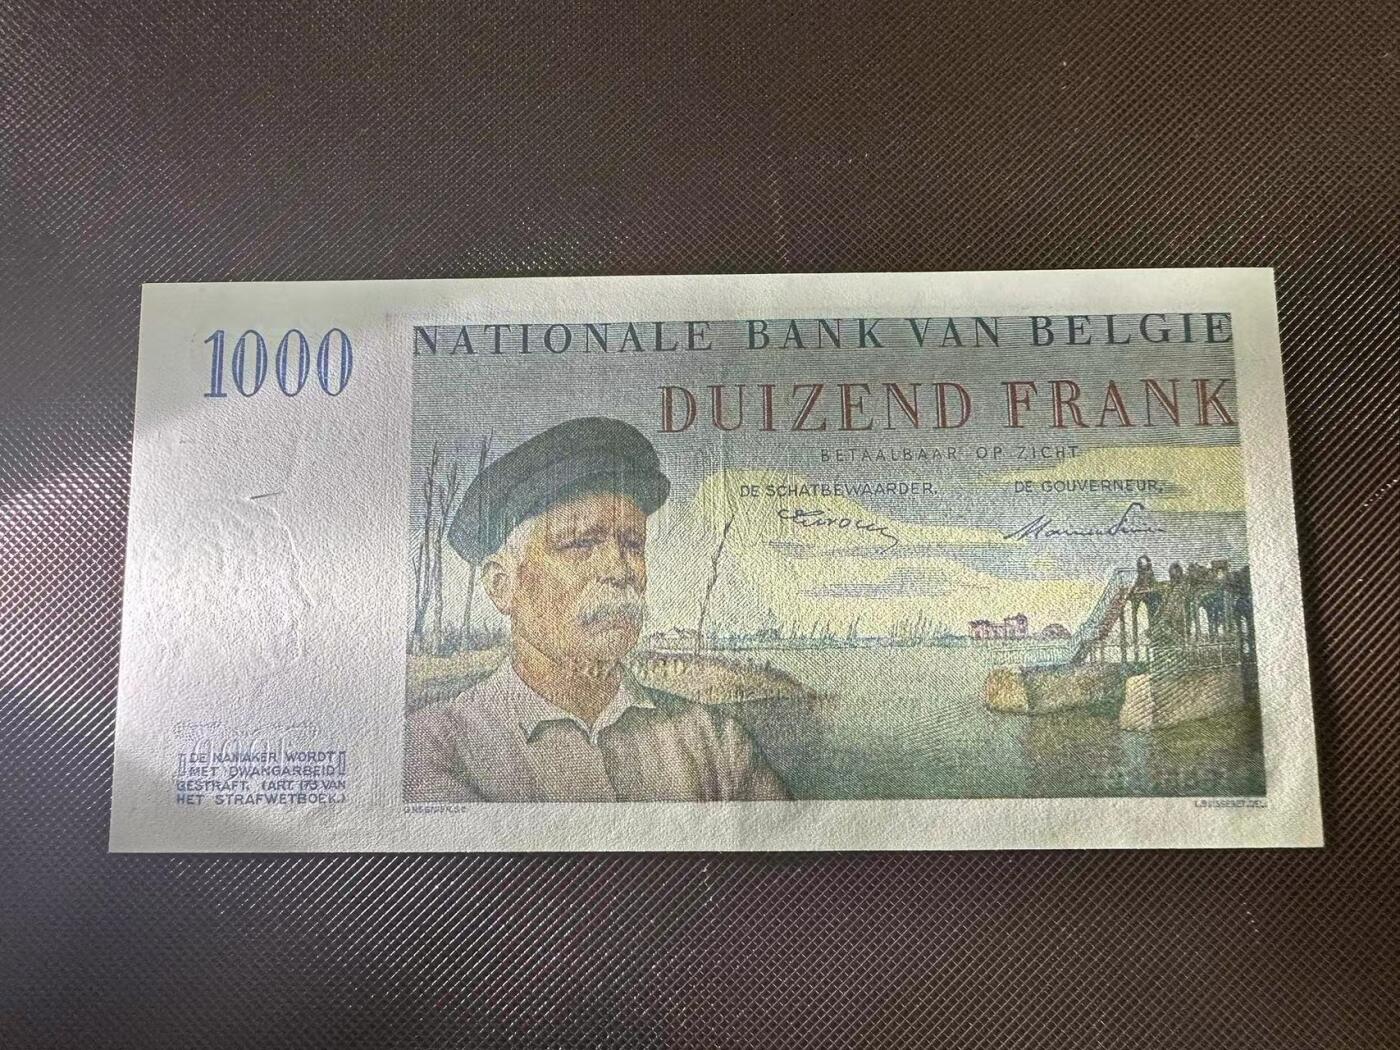 1000
NATIONALE BANK VAN BELGIE
DUIZEND FRANK
BETAALBAAR OP ZICHT
DE SCHATBEWAARDER,
DE GOUVERNEUR,
DE NAMAKER WORDT
MET DWANGARBEID
GESTRAFT. (ART. 173 VAN
HET STRAFWETBOEK.)